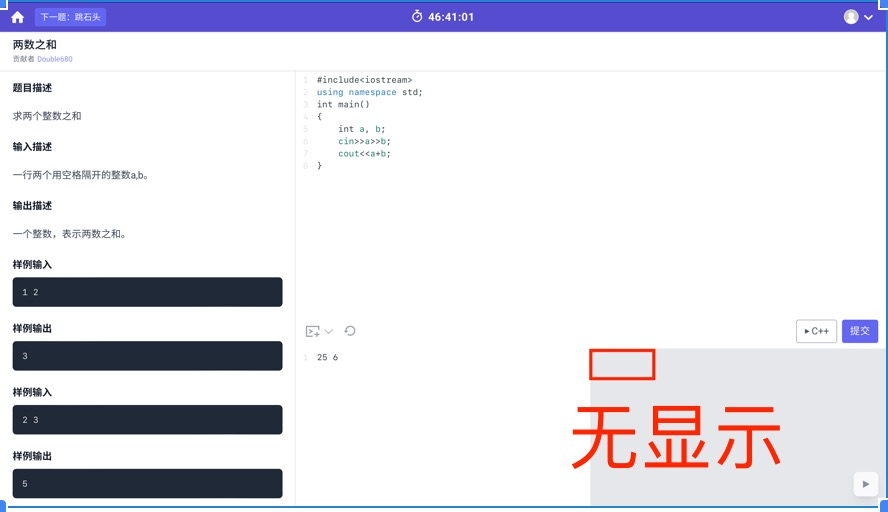 下一题：跳石头
46:41:01
两数之和
贡献者 Double680
题目描述
求两个整数之和
输入描述
一行两个用空格隔开的整数a,b。
输出描述
一个整数，表示两数之和。
样例输入
1 2
样例输出
3
样例输入
2 3
样例输出
5
1 #include<iostream>
2 using namespace std;
3 int main()
4 {
5 int a, b;
6 cin>>a>>b;
7 cout<<a+b;
8 }
C++
提交
1 25 6
无显示